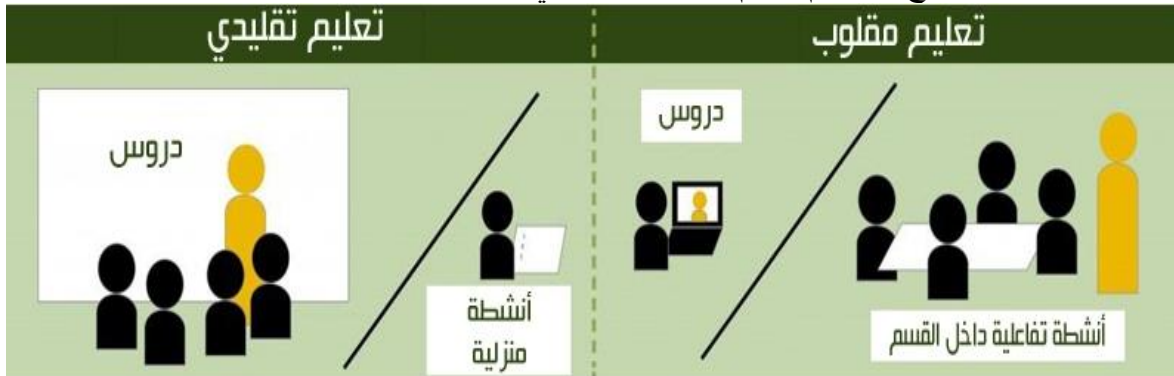 تعليم مقلوب
تعليم تقليدي
دروس
أنشطة تفاعلية داخل القسم
دروس
أنشطة
منزلية